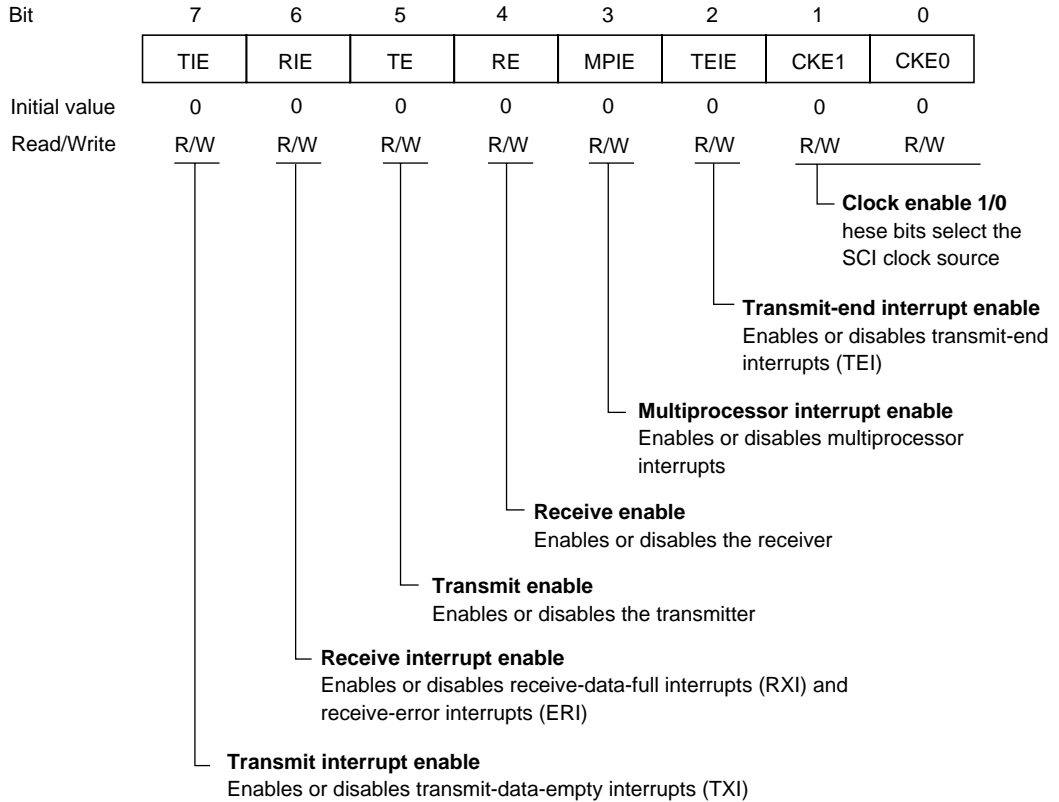 Bit 7 6 5 4 3 2 1 0
TIE RIE TE RE MPIE TEIE CKE1 CKE0
Initial value 0 0 0 0 0 0 0 0
Read/Write R/W R/W R/W R/W R/W R/W R/W R/W
Clock enable 1/0
hese bits select the
SCI clock source
Transmit-end interrupt enable
Enables or disables transmit-end
interrupts (TEI)
Multiprocessor interrupt enable
Enables or disables multiprocessor
interrupts
Receive enable
Enables or disables the receiver
Transmit enable
Enables or disables the transmitter
Receive interrupt enable
Enables or disables receive-data-full interrupts (RXI) and
receive-error interrupts (ERI)
Transmit interrupt enable
Enables or disables transmit-data-empty interrupts (TXI)